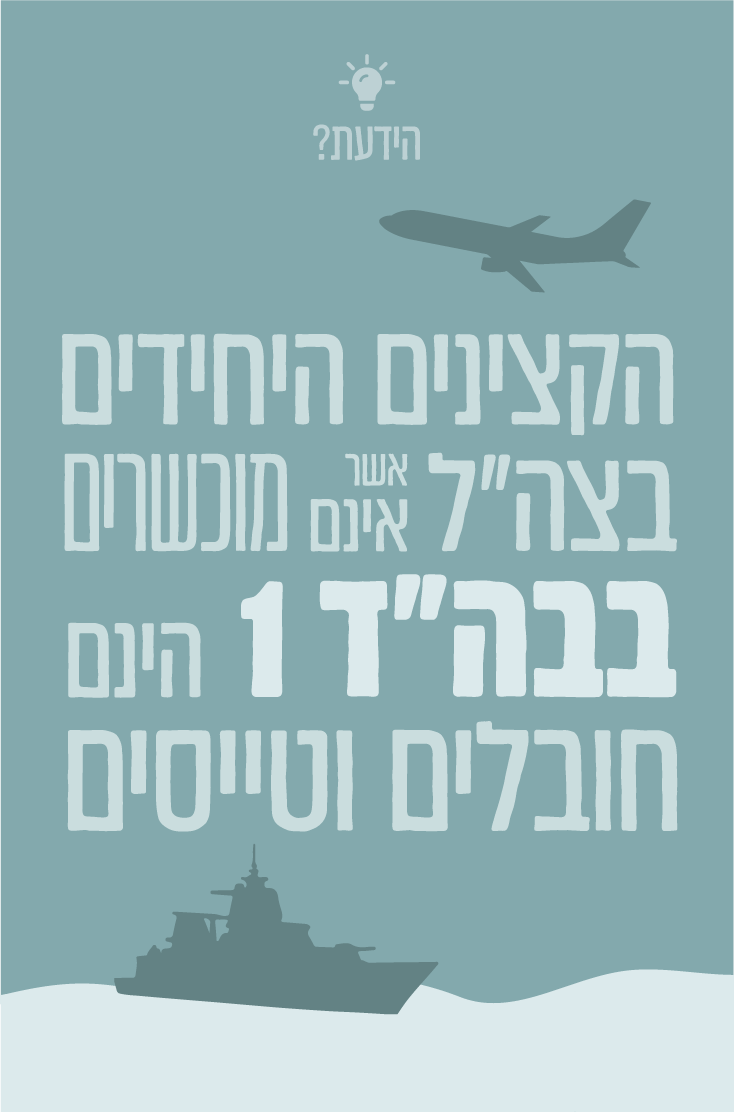 הידעת?
הקצינים היחידים
בצה"ל אשר אינם מוכשרים
בבה"ד 1 הינם
חובלים וטייסים